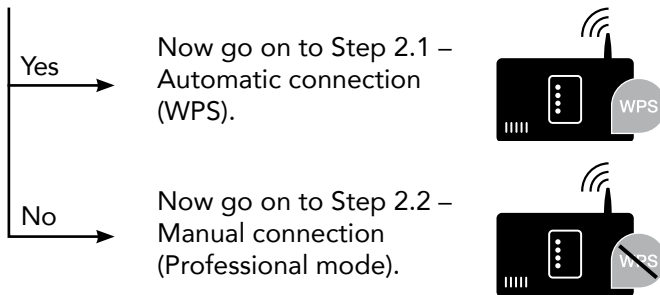 Yes
Now go on to Step 2.1 –
Automatic connection
(WPS).
WPS
No
Now go on to Step 2.2 –
Manual connection
(Professional mode).
WPS